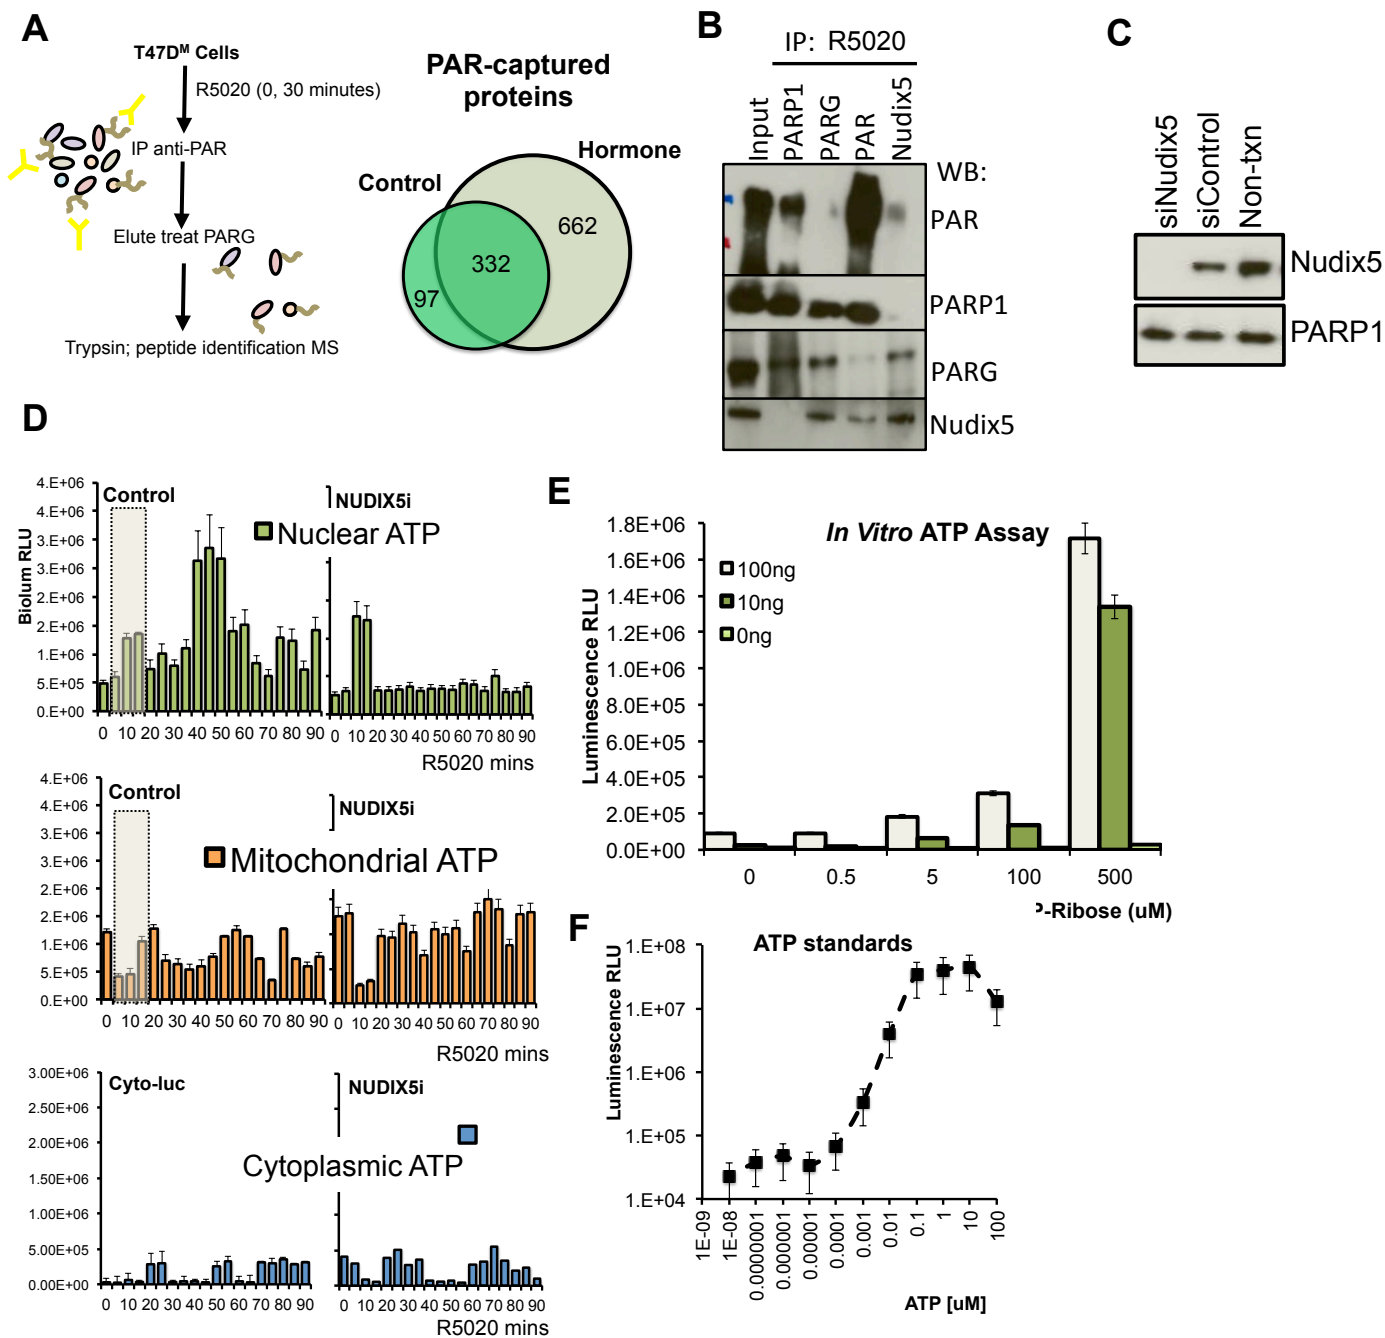 A
T47Dᴹ Cells
R5020 (0, 30 minutes)
IP anti-PAR
Elute treat PARG
Trypsin; peptide identification MS
PAR-captured
proteins
Hormone
Control
662
332
97
B
IP: R5020
Input
PARP1
PARG
PAR
Nudix5
WB:
PAR
PARP1
PARG
Nudix5
C
siNudix5
siControl
Non-txn
Nudix5
PARP1
D
Biolum RLU
4.E+06
4.E+06
3.E+06
3.E+06
2.E+06
2.E+06
1.E+06
5.E+05
0.E+00
Control
NUDIX5i
Nuclear ATP
0 10 20 30 40 50 60 70 80 90
0 10 20 30 40 50 60 70 80 90
R5020 mins
4.E+06
4.E+06
3.E+06
3.E+06
2.E+06
2.E+06
1.E+06
5.E+05
0.E+00
Control
NUDIX5i
Mitochondrial ATP
0 10 20 30 40 50 60 70 80 90
0 10 20 30 40 50 60 70 80 90
R5020 mins
3.00E+06
2.50E+06
2.00E+06
1.50E+06
1.00E+06
5.00E+05
0.00E+00
Cyto-luc
NUDIX5i
Cytoplasmic ATP
0 10 20 30 40 50 60 70 80 90
0 10 20 30 40 50 60 70 80 90
R5020 mins
E
In Vitro ATP Assay
Luminescence RLU
1.8E+06
1.6E+06
1.4E+06
1.2E+06
1.0E+06
8.0E+05
6.0E+05
4.0E+05
2.0E+05
0.0E+00
100ng
10ng
0ng
0 0.5 5 100 500
P-Ribose (uM)
F
ATP standards
Luminescence RLU
1.E+08
1.E+07
1.E+06
1.E+05
1.E+04
1E-09
1E-08
0.0000001
0.000001
0.00001
0.0001
0.001
0.01
0.1
1
10
100
ATP [uM]